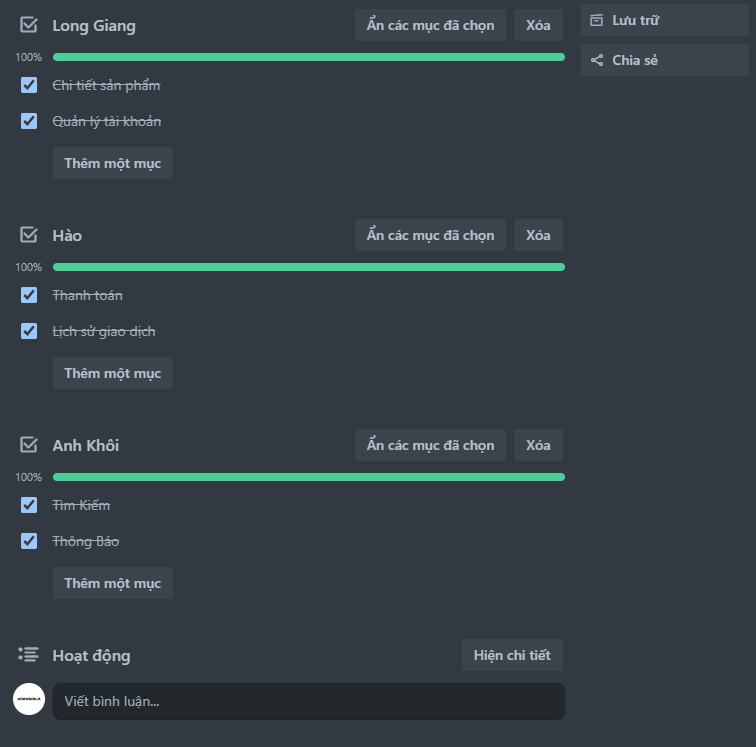 Long Giang
Ẩn các mục đã chọn
Xóa
Lưu trữ
100%
Chia sẻ
Chi tiết sản phẩm
Quản lý tài khoản
Thêm một mục
Hào
Ẩn các mục đã chọn
Xóa
100%
Thanh toán
Lịch sử giao dịch
Thêm một mục
Anh Khôi
Ẩn các mục đã chọn
Xóa
100%
Tìm Kiếm
Thông Báo
Thêm một mục
Hoạt động
Hiện chi tiết
Viết bình luận...